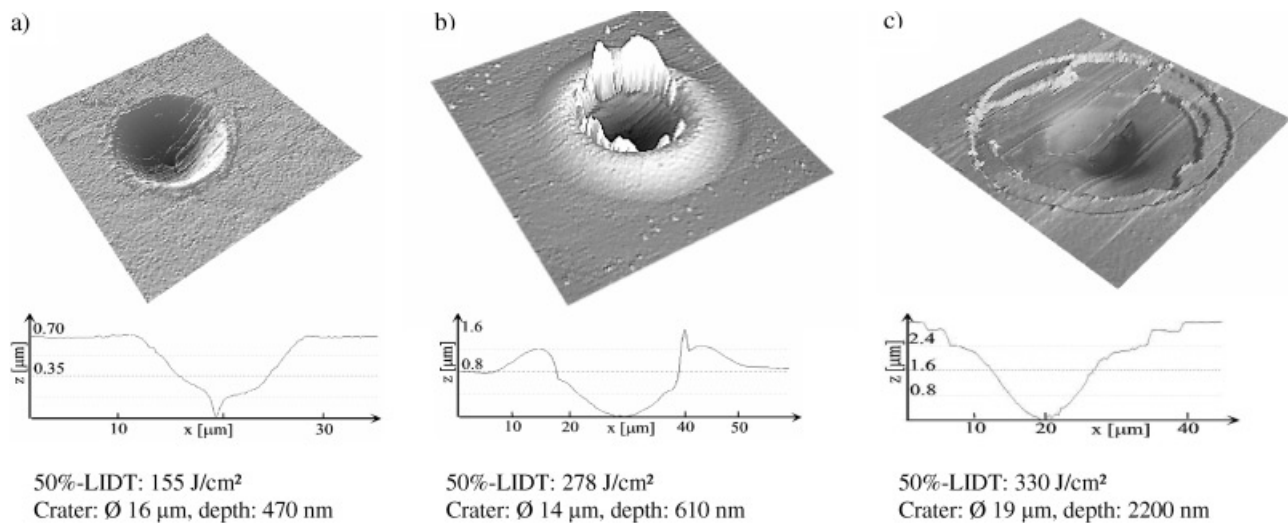 a)
b)
c)
0.70
0.35
z [µm]
10
30
x [µm]
1.6
0.8
z [µm]
10
20
40
50
x [µm]
2.4
1.6
0.8
z [µm]
10
20
40
x [µm]
50%-LIDT: 155 J/cm²
Crater: Ø 16 µm, depth: 470 nm
50%-LIDT: 278 J/cm²
Crater: Ø 14 µm, depth: 610 nm
50%-LIDT: 330 J/cm²
Crater: Ø 19 µm, depth: 2200 nm